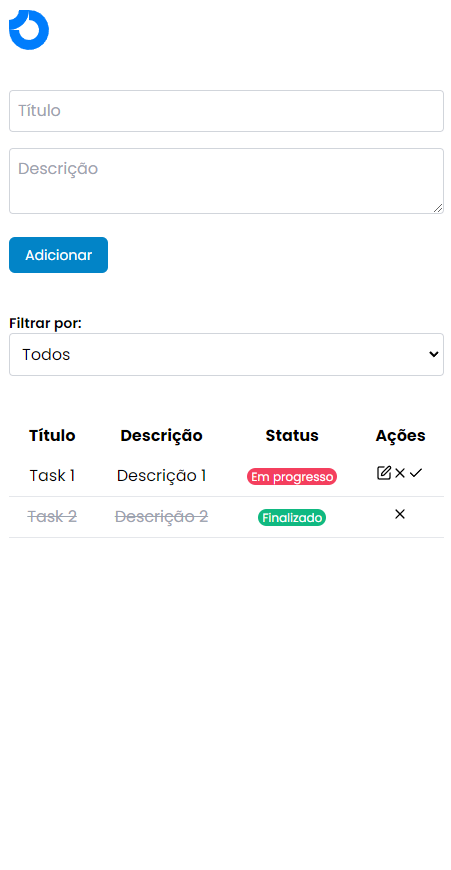 Título
Descrição
Adicionar
Filtrar por:
Todos
Título Descrição Status Ações
Task 1 Descrição 1 Em progresso
Task 2 Descrição 2 Finalizado